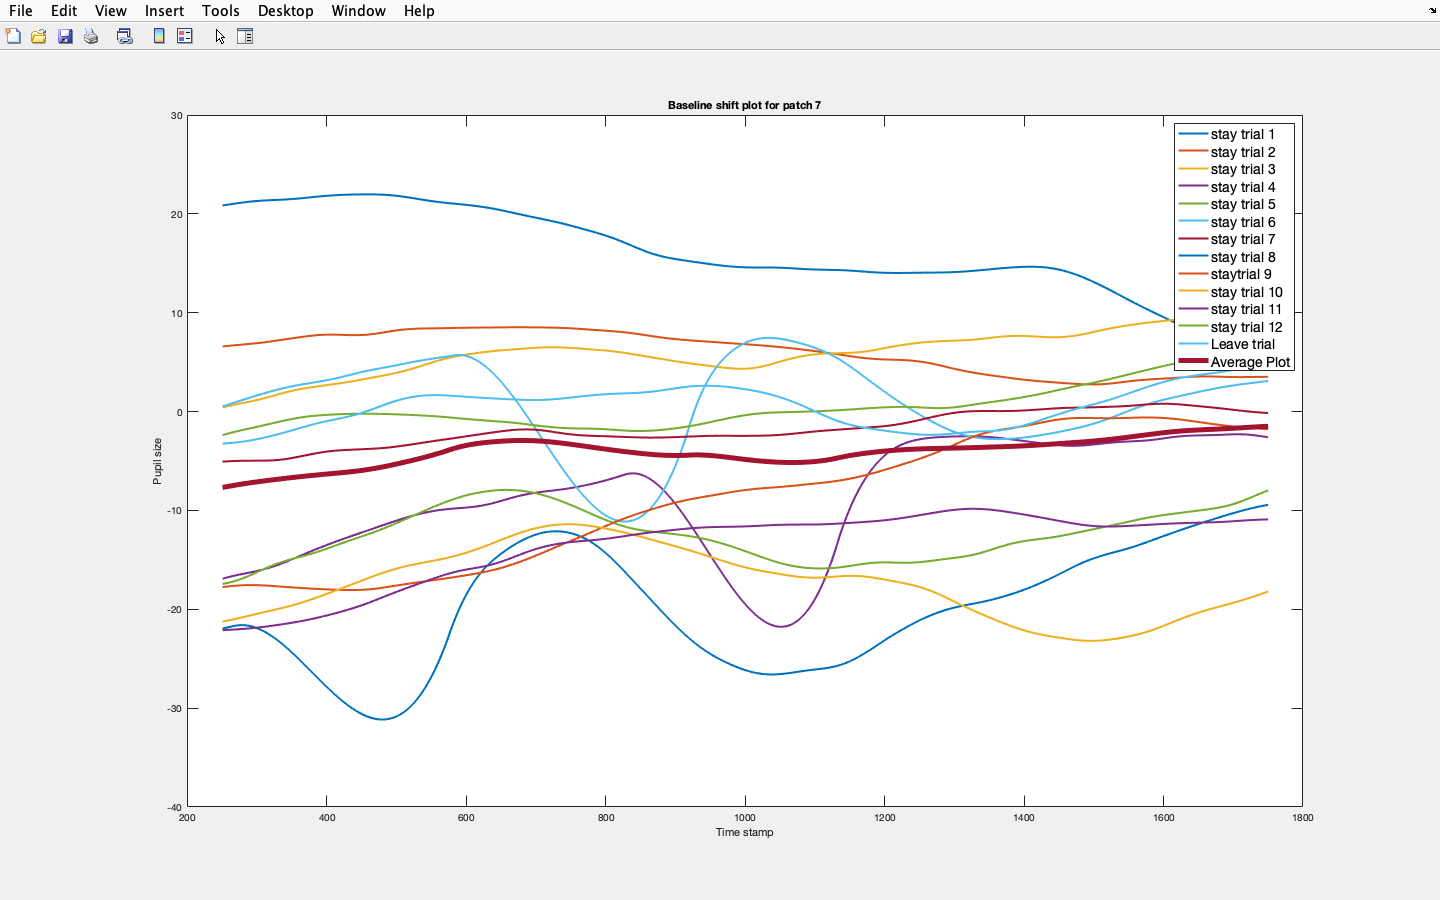 File Edit View Insert Tools Desktop Window Help
Baseline shift plot for patch 7
30
20
10
0
-10
-20
-30
-40
Pupil size
200 400 600 800 1000 1200 1400 1600 1800
Time stamp
stay trial 1
stay trial 2
stay trial 3
stay trial 4
stay trial 5
stay trial 6
stay trial 7
stay trial 8
staytrial 9
stay trial 10
stay trial 11
stay trial 12
Leave trial
Average Plot